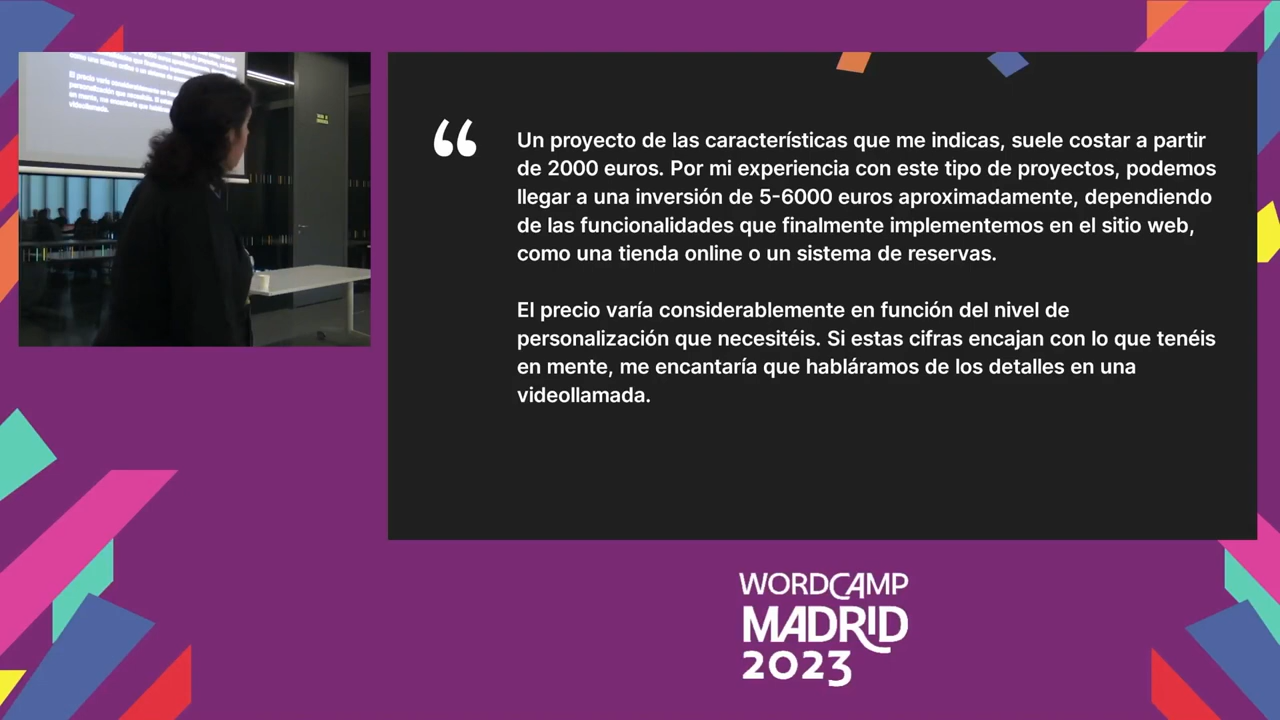 “
Un proyecto de las características que me indicas, suele costar a partir
de 2000 euros. Por mi experiencia con este tipo de proyectos, podemos
llegar a una inversión de 5-6000 euros aproximadamente, dependiendo
de las funcionalidades que finalmente implementemos en el sitio web,
como una tienda online o un sistema de reservas.
El precio varía considerablemente en función del nivel de
personalización que necesitéis. Si estas cifras encajan con lo que tenéis
en mente, me encantaría que habláramos de los detalles en una
videollamada.
WORDCAMP
MADRID
2023